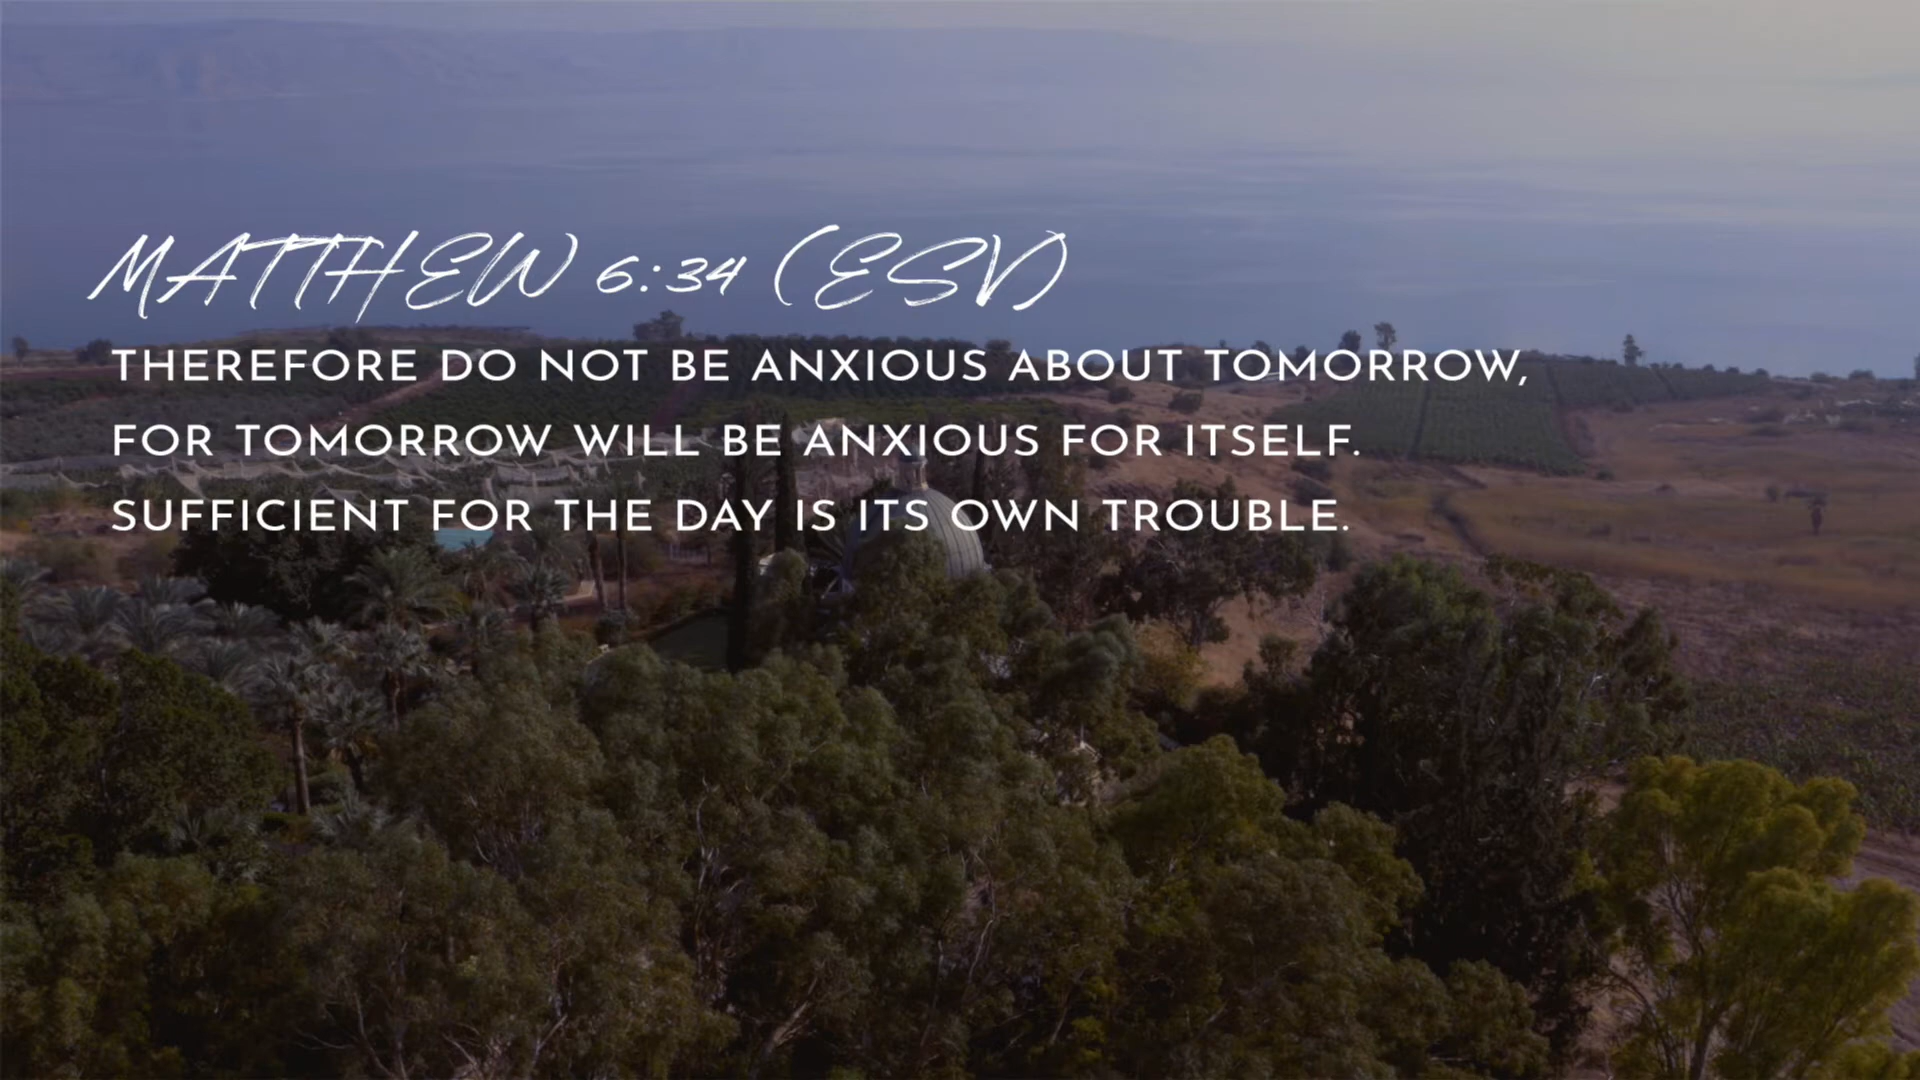 MATTHEW 6:34 (ESV)
THEREFORE DO NOT BE ANXIOUS ABOUT TOMORROW,
FOR TOMORROW WILL BE ANXIOUS FOR ITSELF.
SUFFICIENT FOR THE DAY IS ITS OWN TROUBLE.